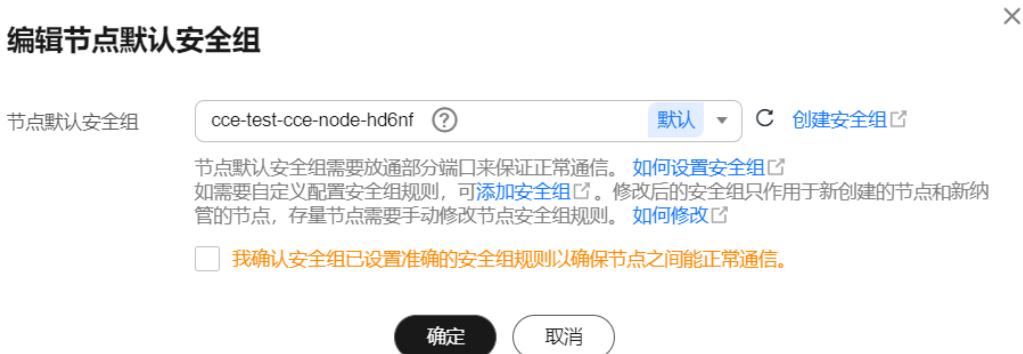 编辑节点默认安全组
节点默认安全组 cce-test-cce-node-hd6nf 默认 创建安全组
节点默认安全组需要放通部分端口来保证正常通信。 如何设置安全组
如需要自定义配置安全组规则，可添加安全组。修改后的安全组只作用于新创建的节点和新纳
管的节点，存量节点需要手动修改节点安全组规则。 如何修改
我确认安全组已设置准确的安全组规则以确保节点之间能正常通信。
确定 取消